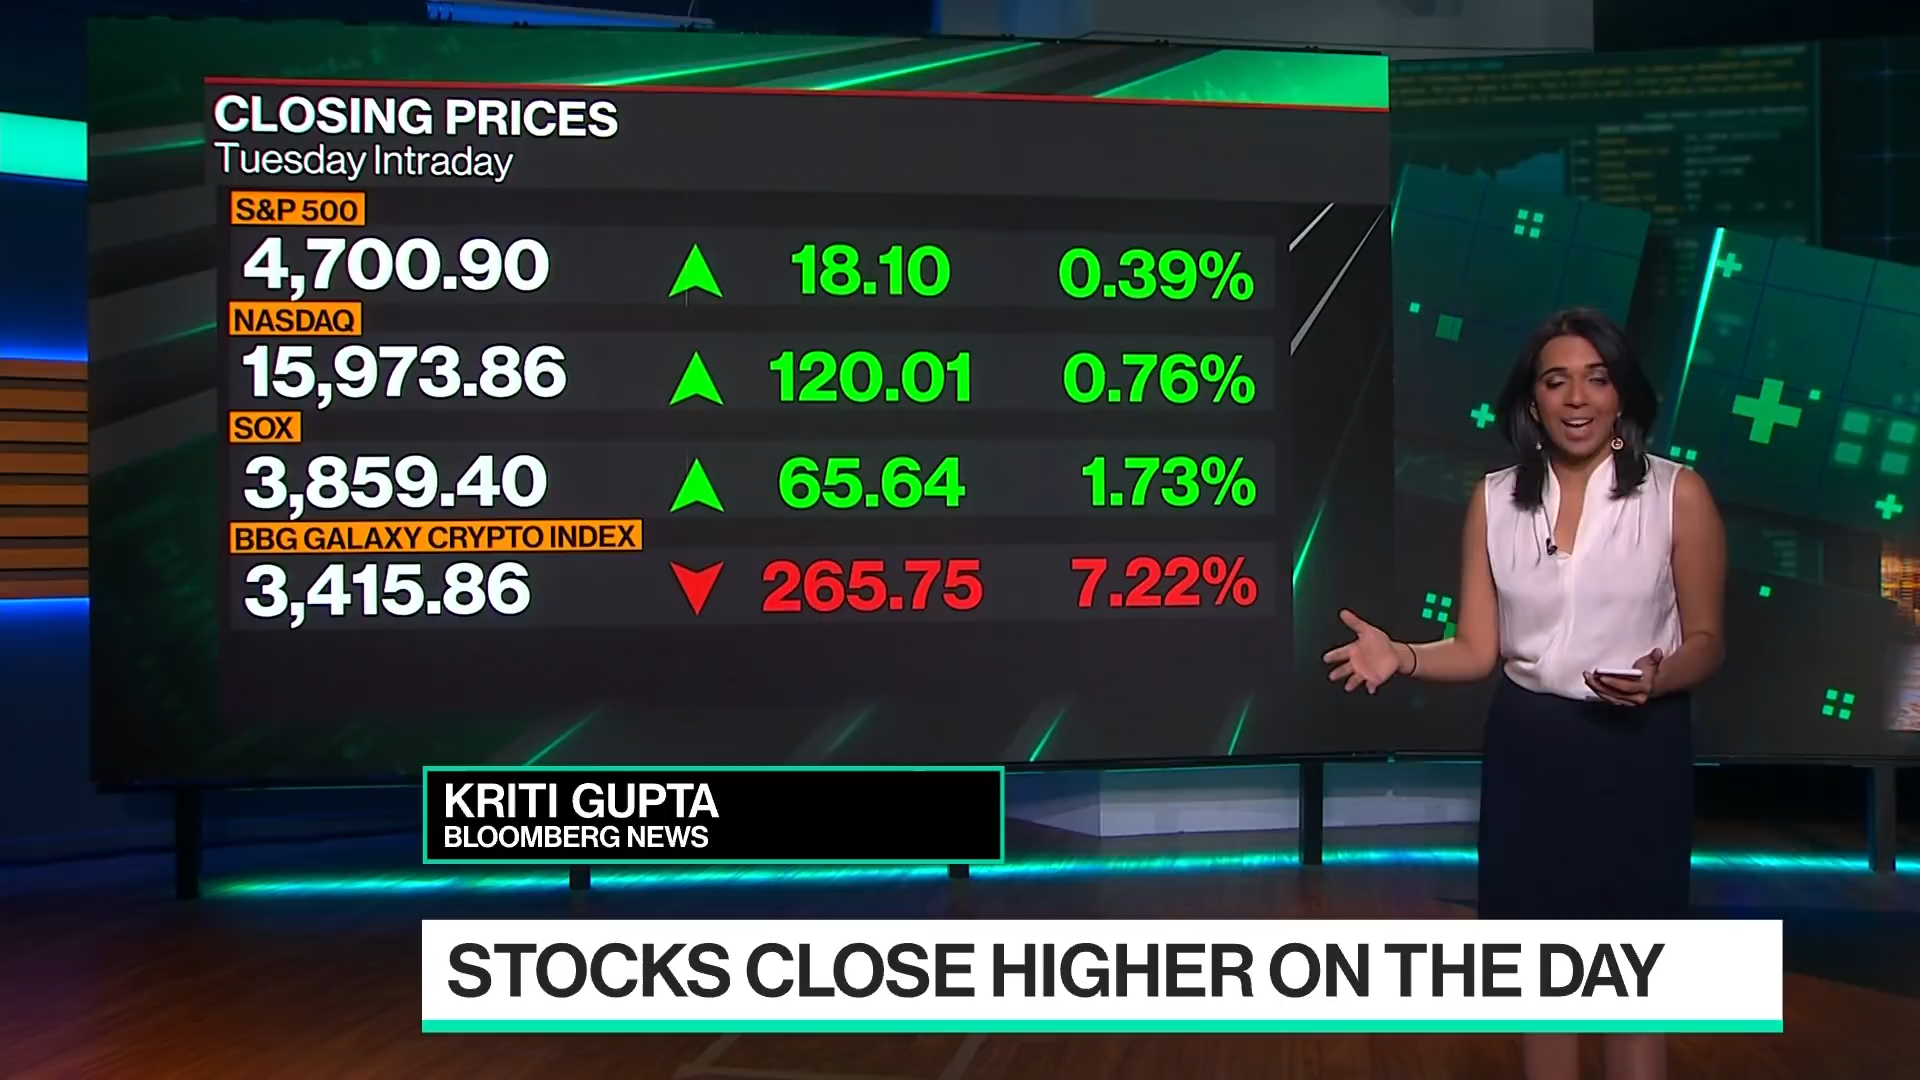 CLOSING PRICES
Tuesday Intraday
S&P 500
4,700.90 18.10 0.39%
NASDAQ
15,973.86 120.01 0.76%
SOX
3,859.40 65.64 1.73%
BBG GALAXY CRYPTO INDEX
3,415.86 265.75 7.22%
KRITI GUPTA
BLOOMBERG NEWS
STOCKS CLOSE HIGHER ON THE DAY